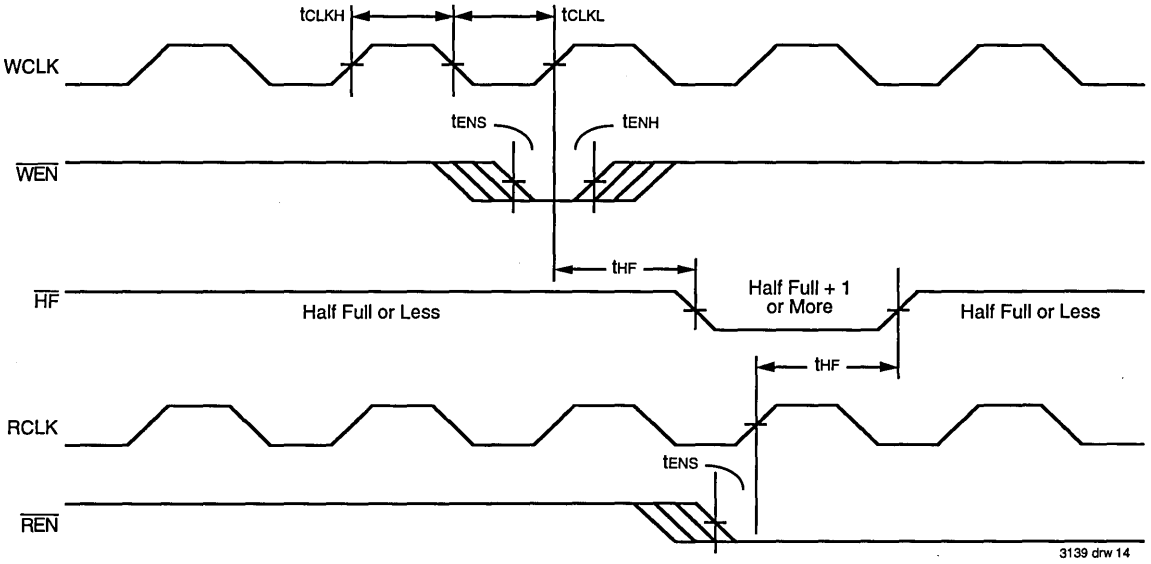 tCLKH
tCLKL
WCLK
tENS
tENH
WEN
tHF
HF
Half Full or Less
Half Full + 1
or More
Half Full or Less
tHF
RCLK
tENS
REN
3139 drw 14